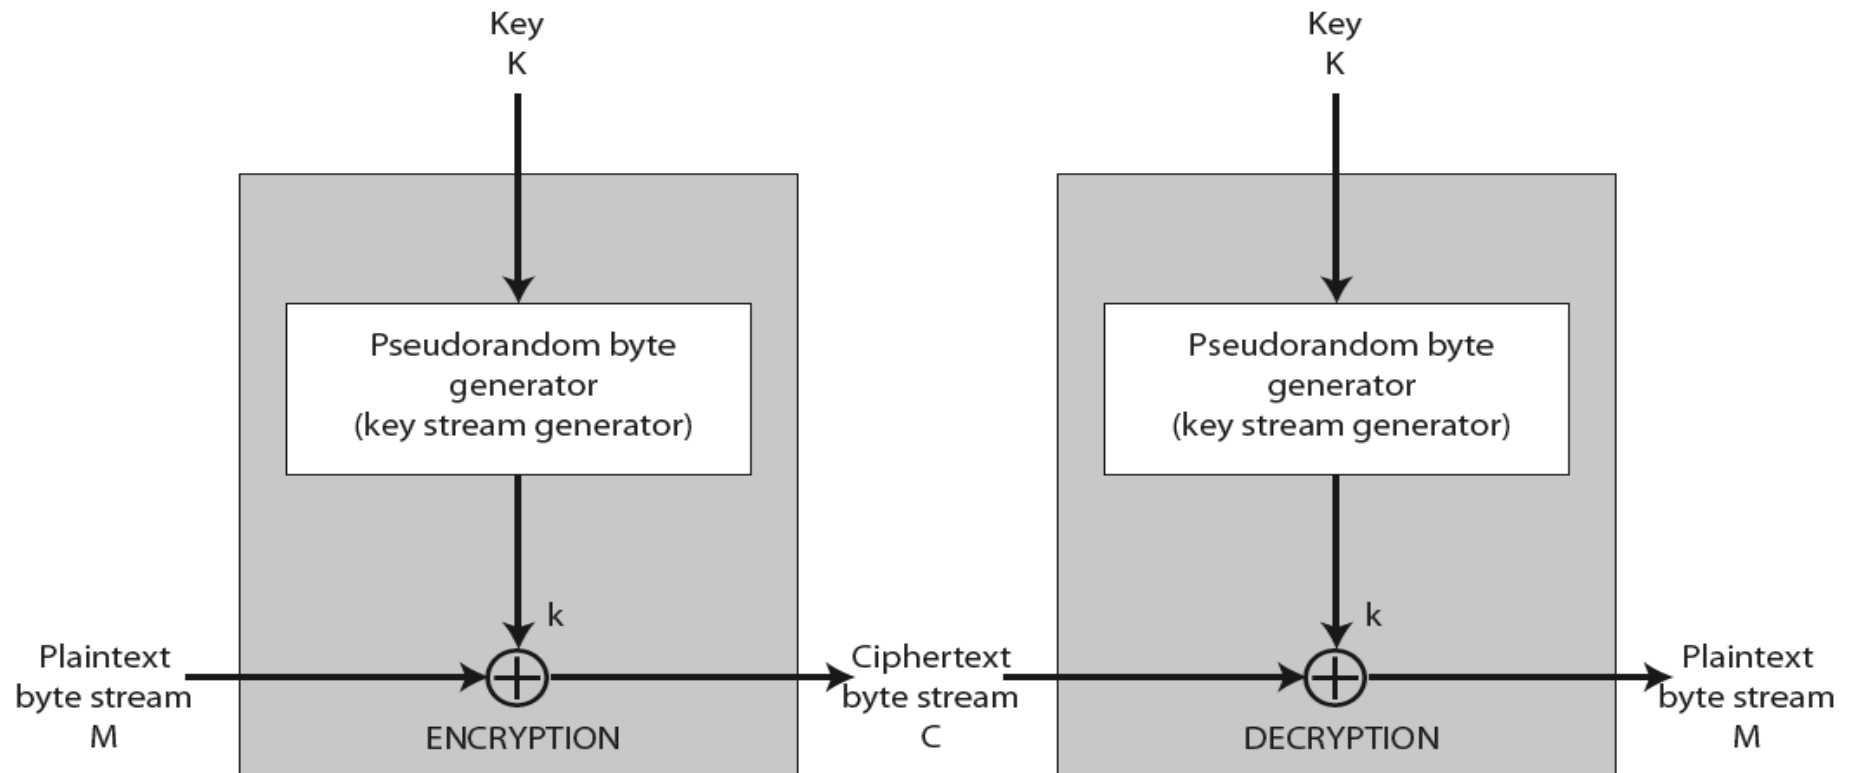 Key
K
Key
K
Pseudorandom byte
generator
(key stream generator)
Pseudorandom byte
generator
(key stream generator)
k
k
Plaintext
byte stream
M
ENCRYPTION
Ciphertext
byte stream
C
DECRYPTION
Plaintext
byte stream
M